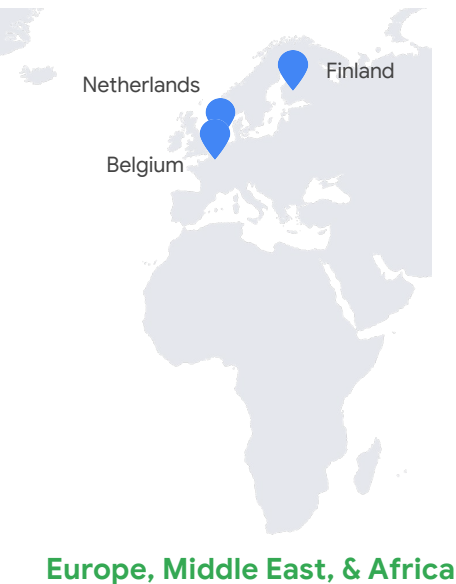 Finland
Netherlands
Belgium
Europe, Middle East, & Africa